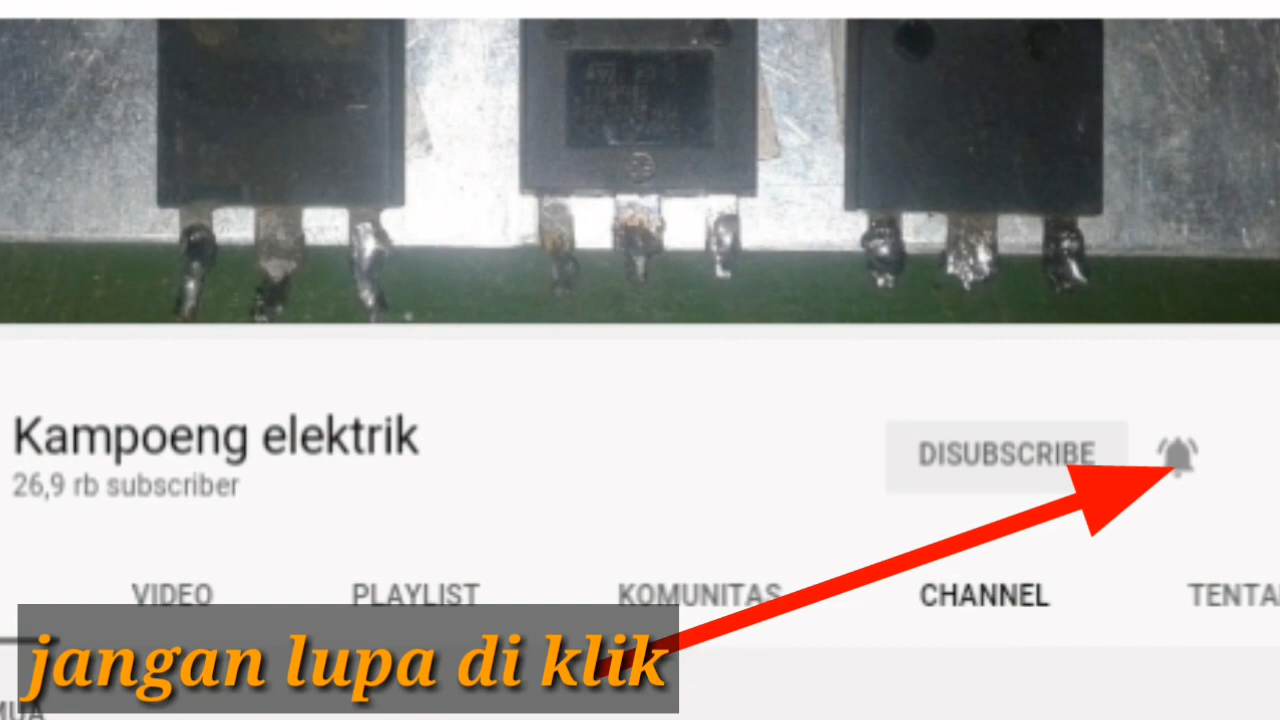 Kampoeng elektrik
26,9 rb subscriber
DISUBSCRIBE
VIDEO PLAYLIST KOMUNITAS CHANNEL
jangan lupa di klik